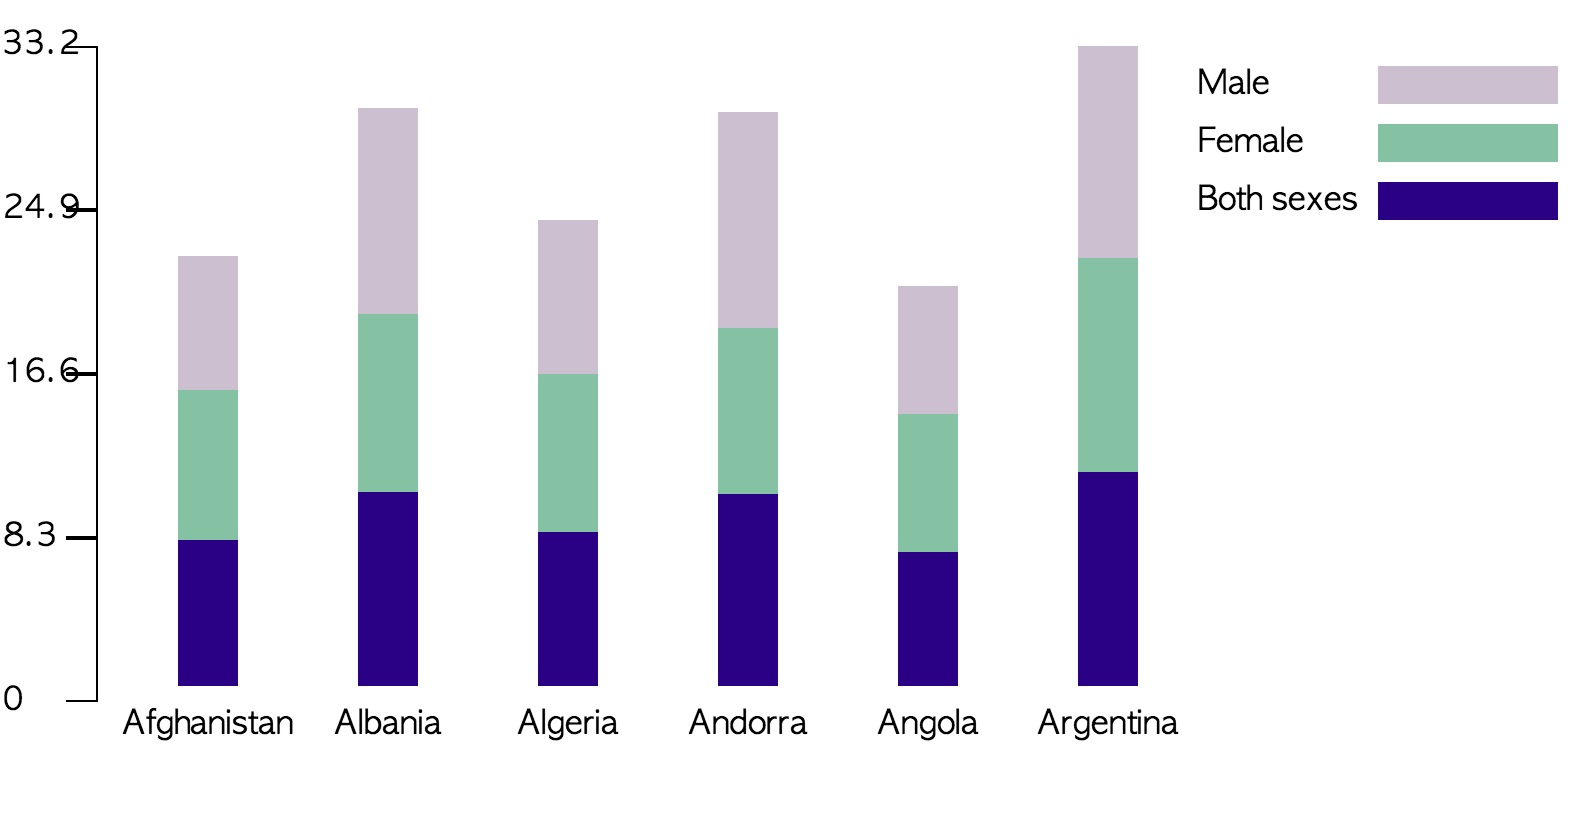 33.2
24.9
16.6
8.3
0
Afghanistan Albania Algeria Andorra Angola Argentina
Male
Female
Both sexes